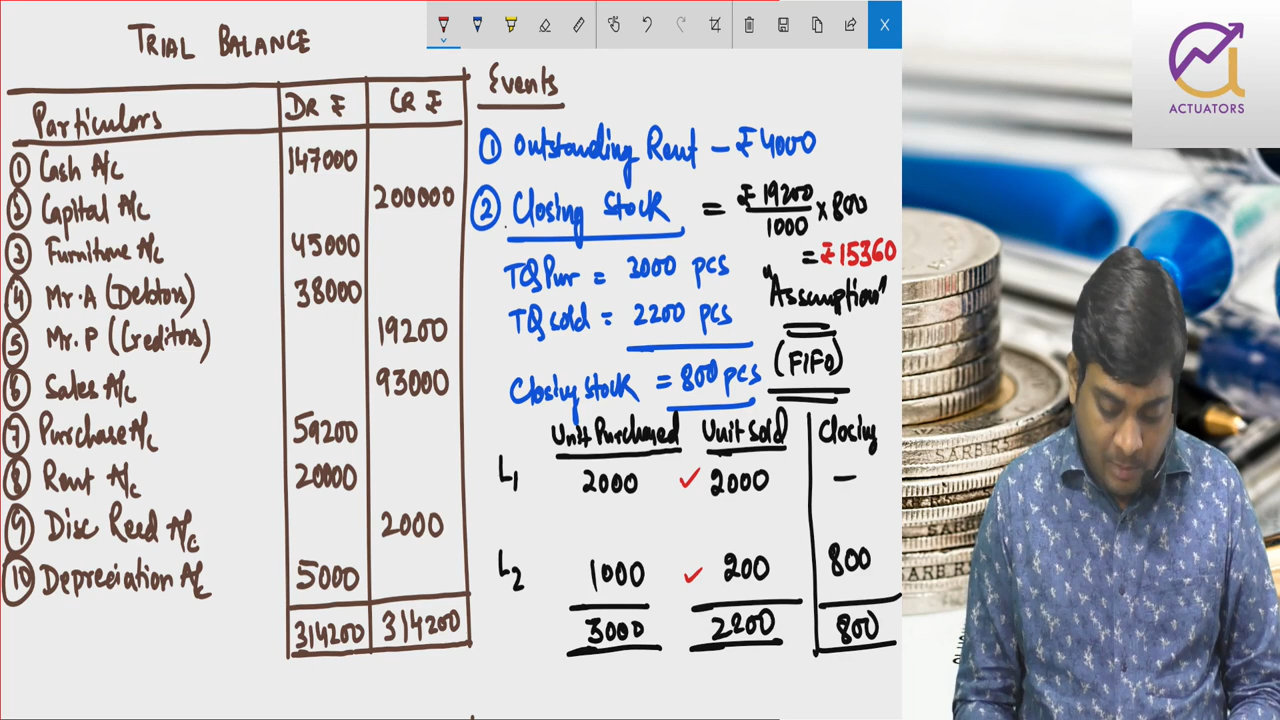 TRIAL BALANCE
Particulars DR ₹ CR ₹
① Cash A/c 147000
② Capital A/c 200000
③ Furniture A/c 45000
④ Mr. A (Debtors) 38000
⑤ Mr. P (Creditors) 19200
⑥ Sales A/c 93000
⑦ Purchase A/c 59200
⑧ Rent A/c 20000
⑨ Disc Recd A/c 2000
⑩ Depreciation A/c 5000
314200 314200
Events
① Outstanding Rent - ₹4000
② Closing Stock = ₹19200/1000 × 800
= ₹15360
TQ Pur = 3000 pcs
"Assumption"
TQ sold = 2200 pcs
(FIFO)
Closing stock = 800 pcs
Unit Purchased Unit Sold Closing
L1 2000 ✓ 2000 —
L2 1000 ✓ 200 800
3000 2200 800
ACTUATORS